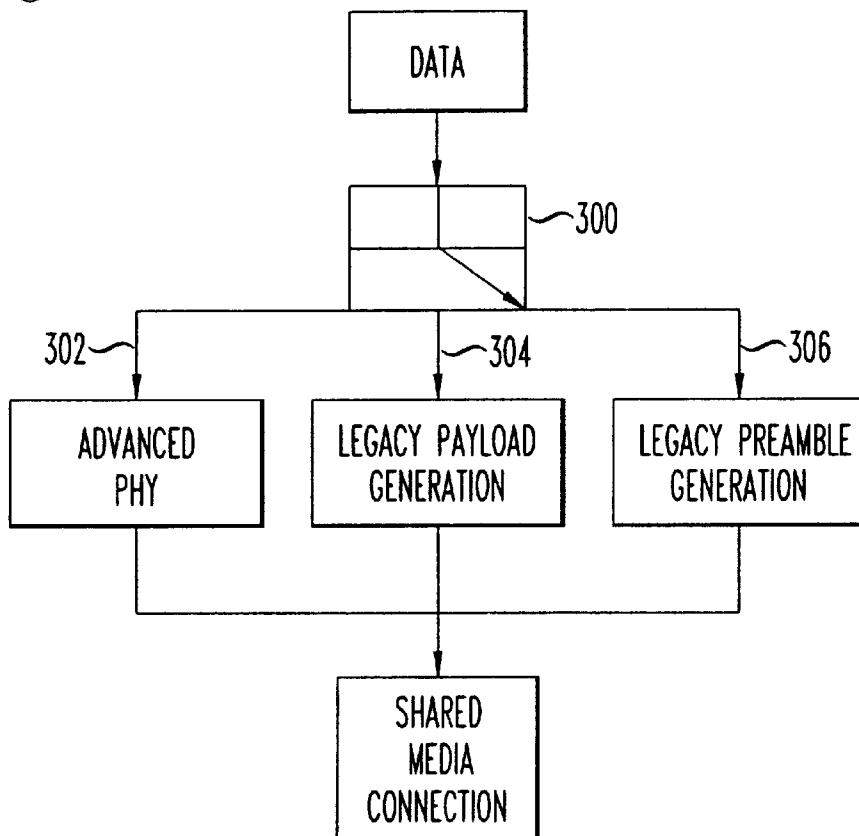 DATA
300
302
304
306
ADVANCED
PHY
LEGACY PAYLOAD
GENERATION
LEGACY PREAMBLE
GENERATION
SHARED
MEDIA
CONNECTION